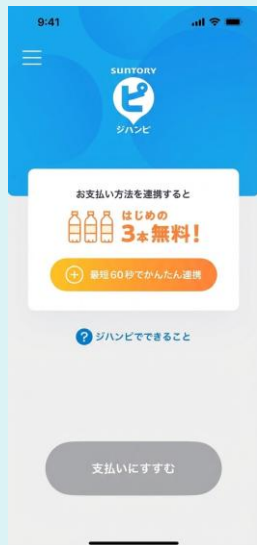 9:41
SUNTORY
ピ
ジハンピ
お支払い方法を連携すると
はじめの
3本無料!
最短60秒でかんたん連携
? ジハンピでできること
支払いにすすむ